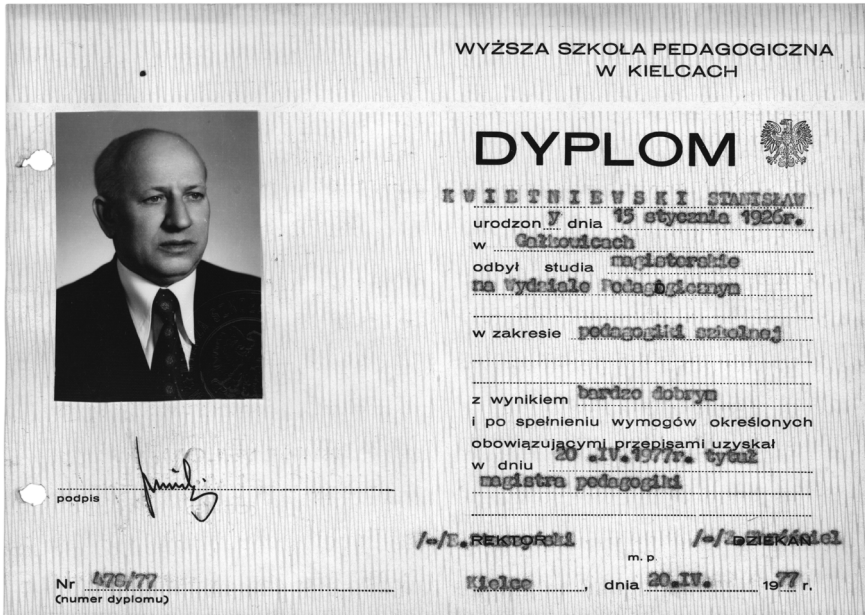 WYŻSZA SZKOŁA PEDAGOGICZNA
W KIELCACH
DYPLOM
KWIETNIEWSKI STANISŁAW
urodzony dnia 15 stycznia 1926r.
w Gałkowicach
odbył studia magisterskie
na Wydziale Pedagogicznym
w zakresie pedagogiki szkolnej
z wynikiem bardzo dobrym
i po spełnieniu wymogów określonych
obowiązującymi przepisami uzyskał
w dniu 20.IV.1977r. tytuł
magistra pedagogiki
podpis
REKTOR DZIEKAN
m. p.
Nr 476/77 Kielce, dnia 20.IV. 1977 r.
(numer dyplomu)